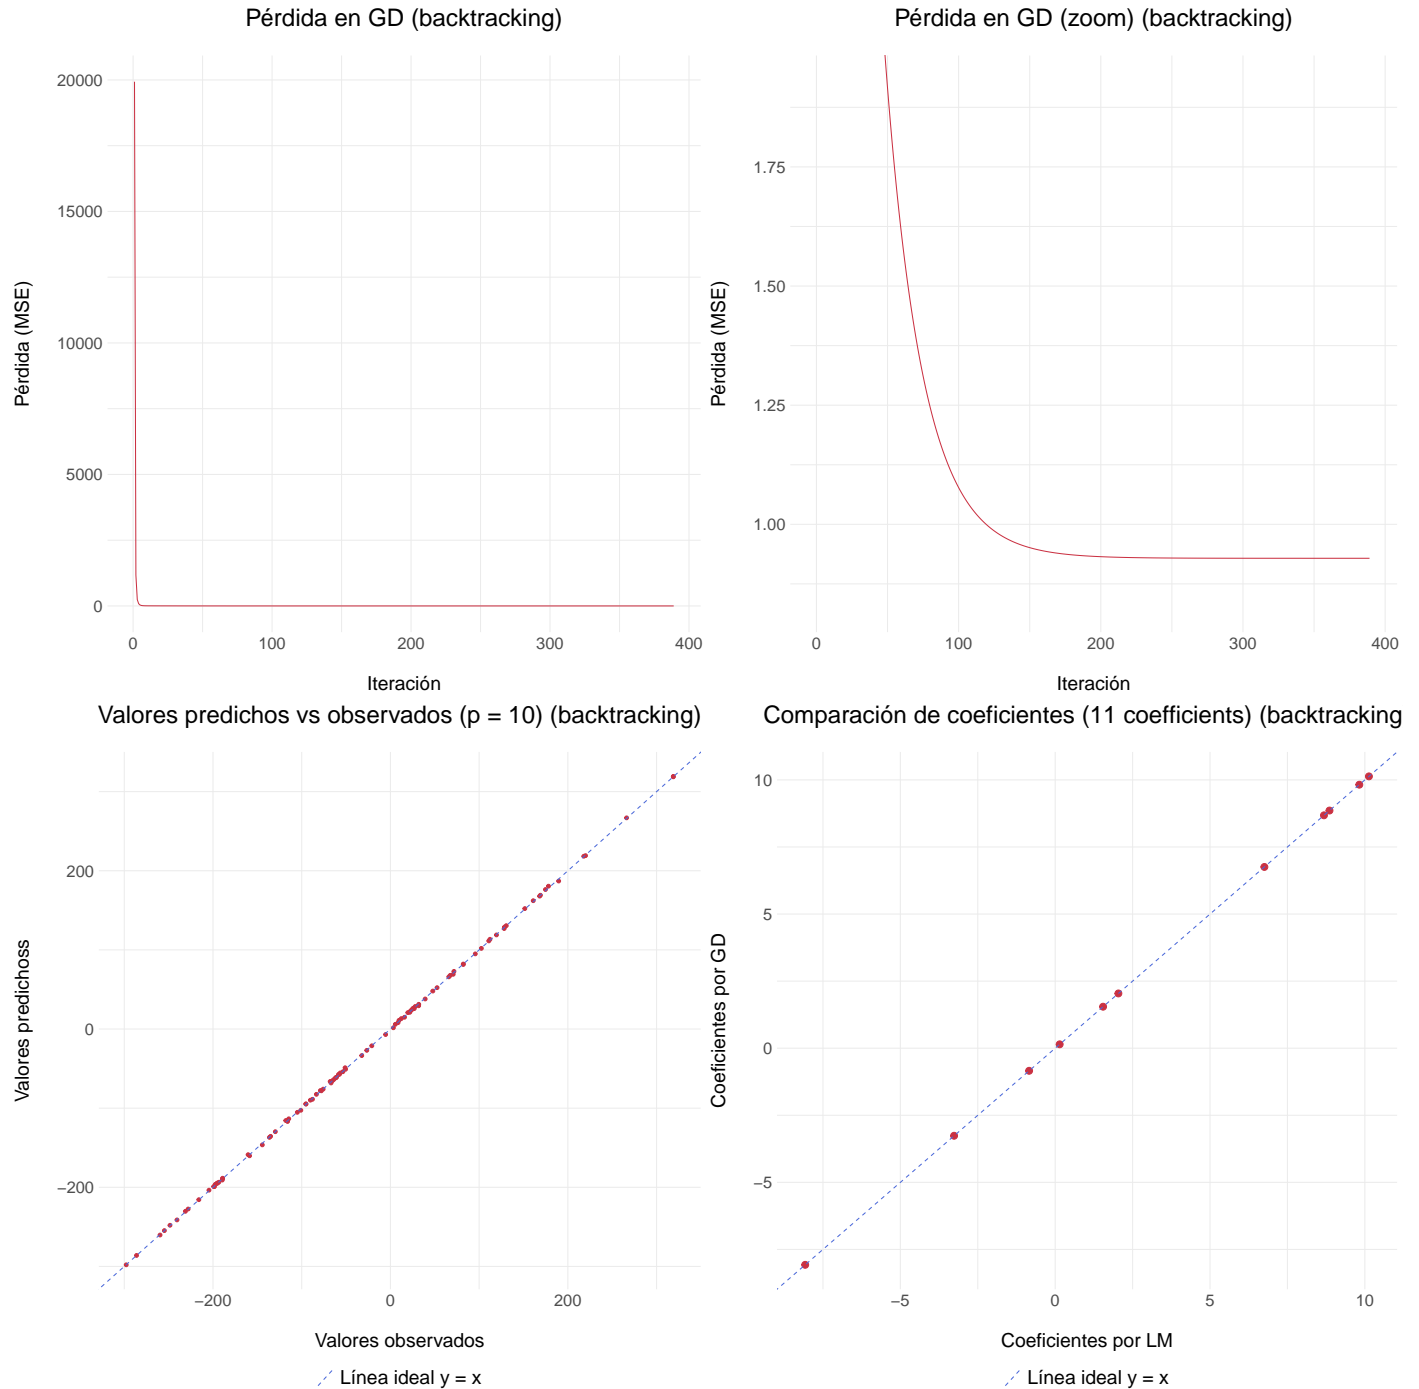 Pérdida en GD (backtracking)
20000
15000
10000
5000
0
Pérdida (MSE)
0 100 200 300 400
Iteración
Pérdida en GD (zoom) (backtracking)
1.75
1.50
1.25
1.00
Pérdida (MSE)
0 100 200 300 400
Iteración
Valores predichos vs observados (p = 10) (backtracking)
200
0
−200
Valores predichoss
−200 0 200
Valores observados
Línea ideal y = x
Comparación de coeficientes (11 coefficients) (backtracking
10
5
0
−5
Coeficientes por GD
−5 0 5 10
Coeficientes por LM
Línea ideal y = x